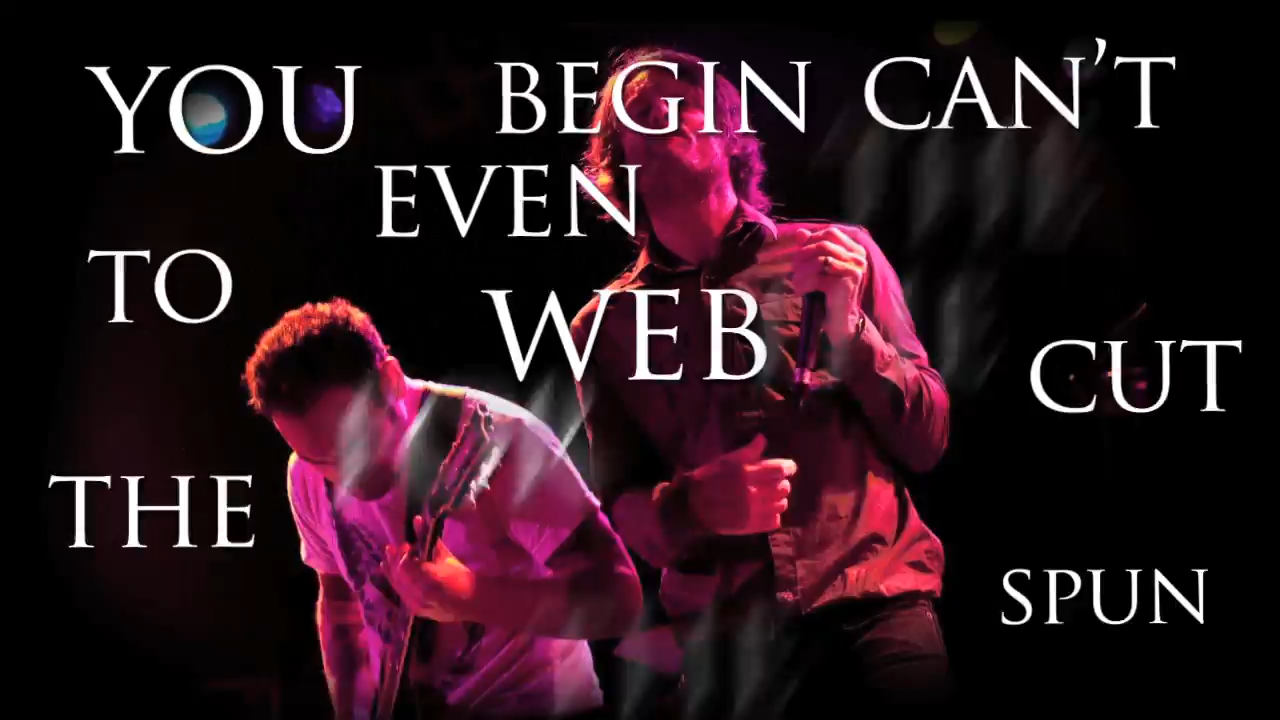 YOU BEGIN CAN'T
EVEN
TO
WEB
CUT
THE
SPUN